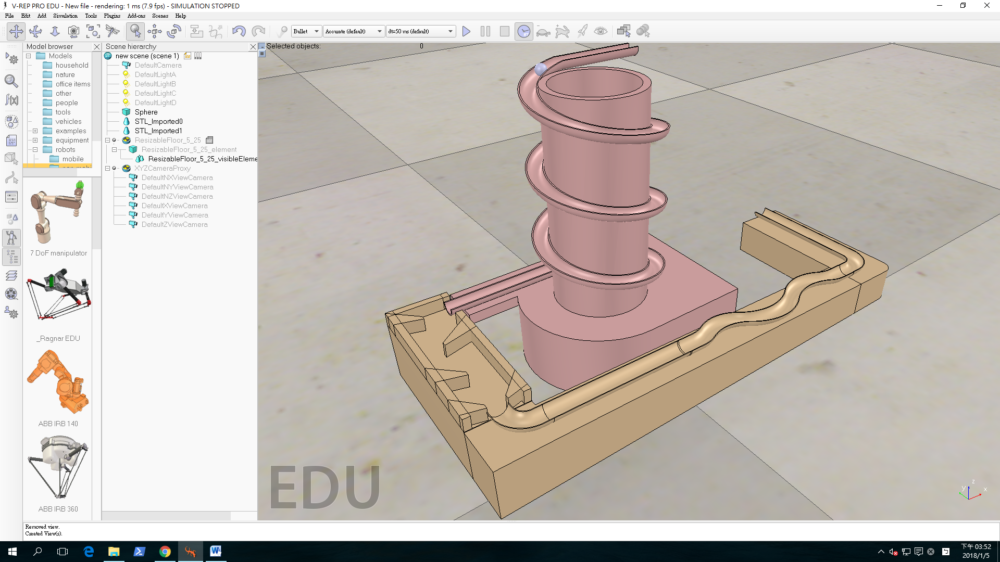 V-REP PRO EDU - New file - rendering: 1 ms (7.9 fps) - SIMULATION STOPPED
File Edit Add Simulation Tools Plugins Add-ons Scenes Help
Bullet Accurate (default) dt=50 ms (default)
Model browser
Models
household
nature
office items
other
people
tools
vehicles
examples
equipment
robots
mobile
7 DoF manipulator
_Ragnar EDU
ABB IRB 140
ABB IRB 360
Scene hierarchy
new scene (scene 1)
DefaultCamera
DefaultLightA
DefaultLightB
DefaultLightC
DefaultLightD
Sphere
STL_Imported0
STL_Imported1
ResizableFloor_5_25
ResizableFloor_5_25_element
ResizableFloor_5_25_visibleEleme
XYZCameraProxy
DefaultNXViewCamera
DefaultNYViewCamera
DefaultNZViewCamera
DefaultXViewCamera
DefaultYViewCamera
DefaultZViewCamera
Selected objects: 0
EDU
z
y
x
Removed view.
Created View(s).
下午 03:52
2018/1/5